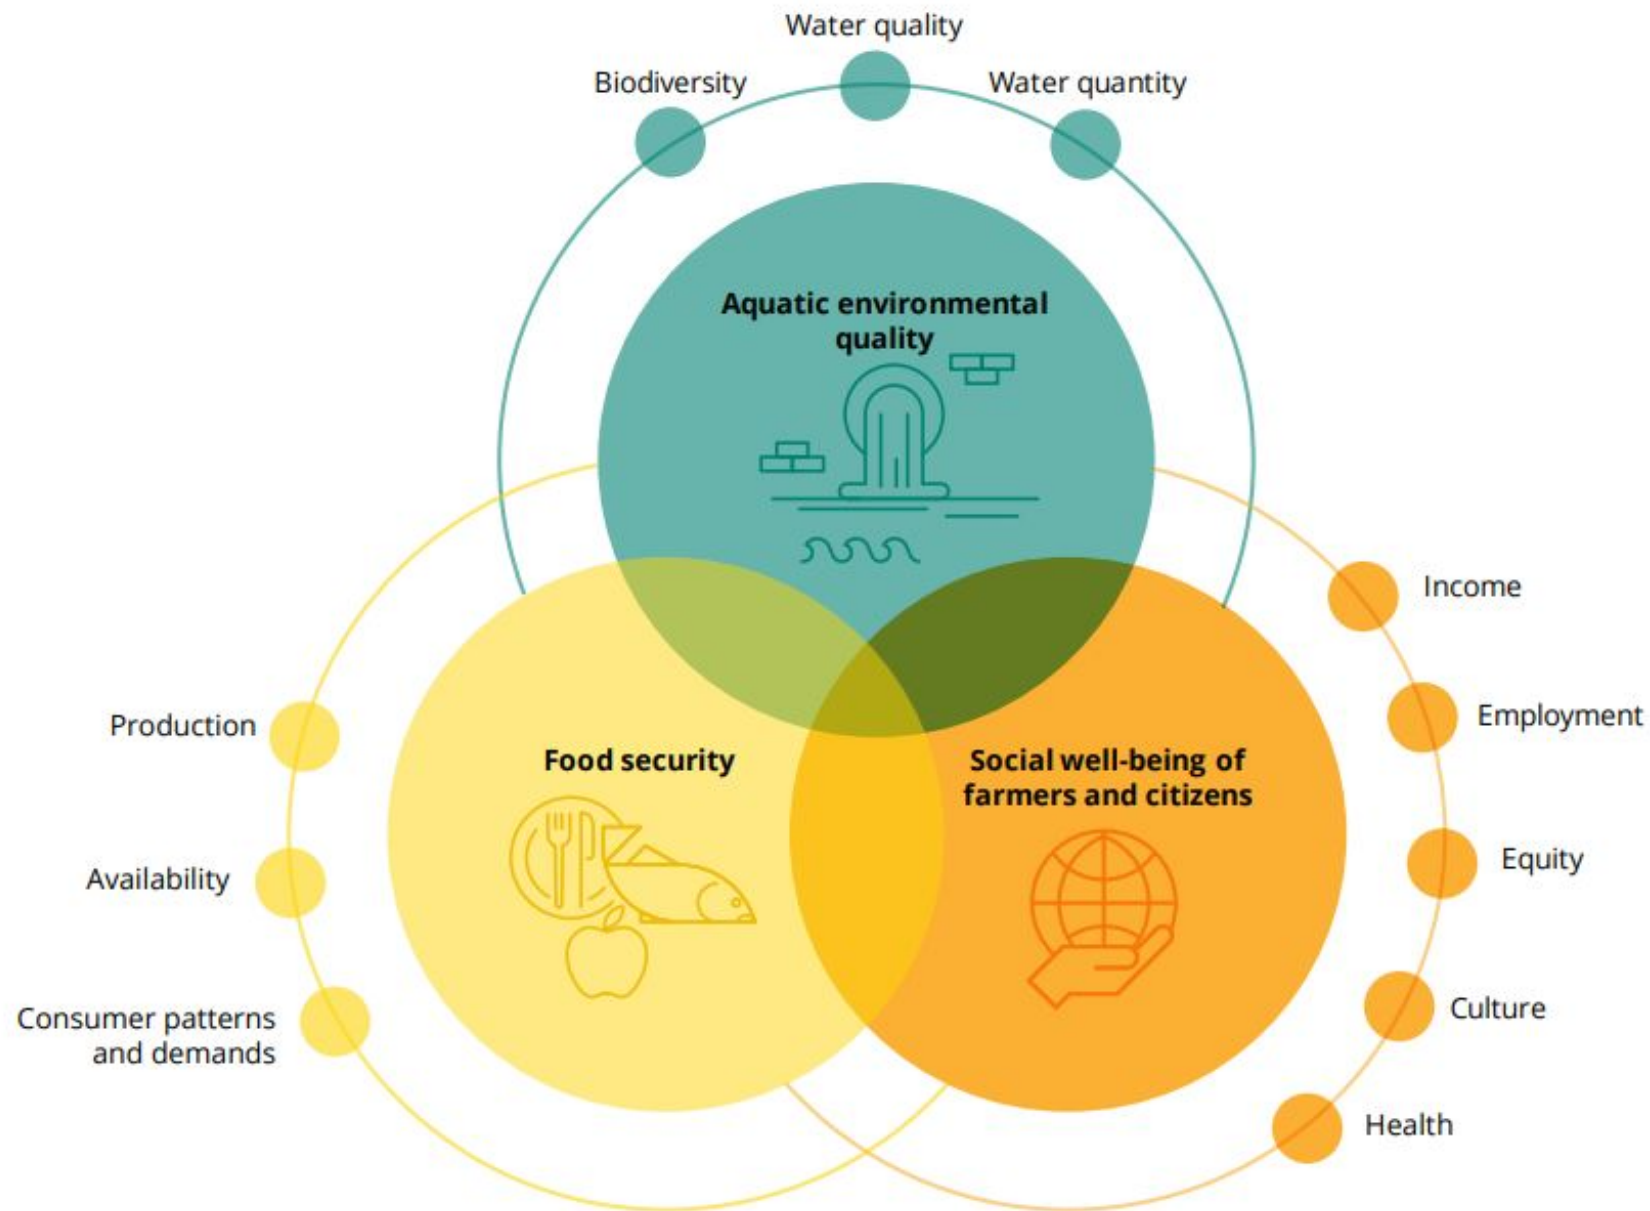 Water quality
Biodiversity
Water quantity
Aquatic environmental
quality
Income
Employment
Production
Food security
Social well-being of
farmers and citizens
Equity
Availability
Culture
Consumer patterns
and demands
Health